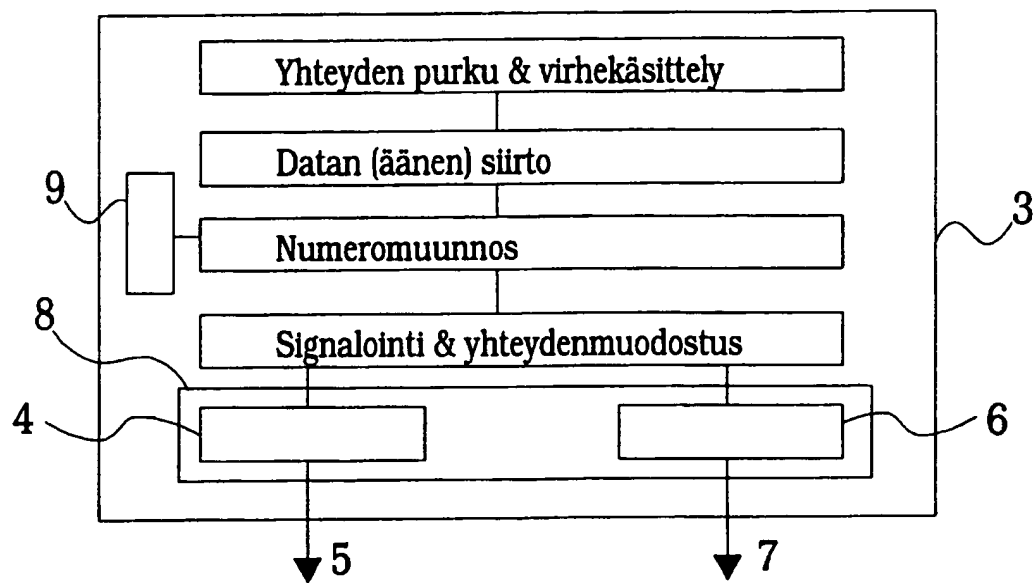 Yhteyden purku & virhekäsittely
Datan (äänen) siirto
9
3
Numeromuunnos
8
Signalointi & yhteydenmuodostus
4
6
5
7